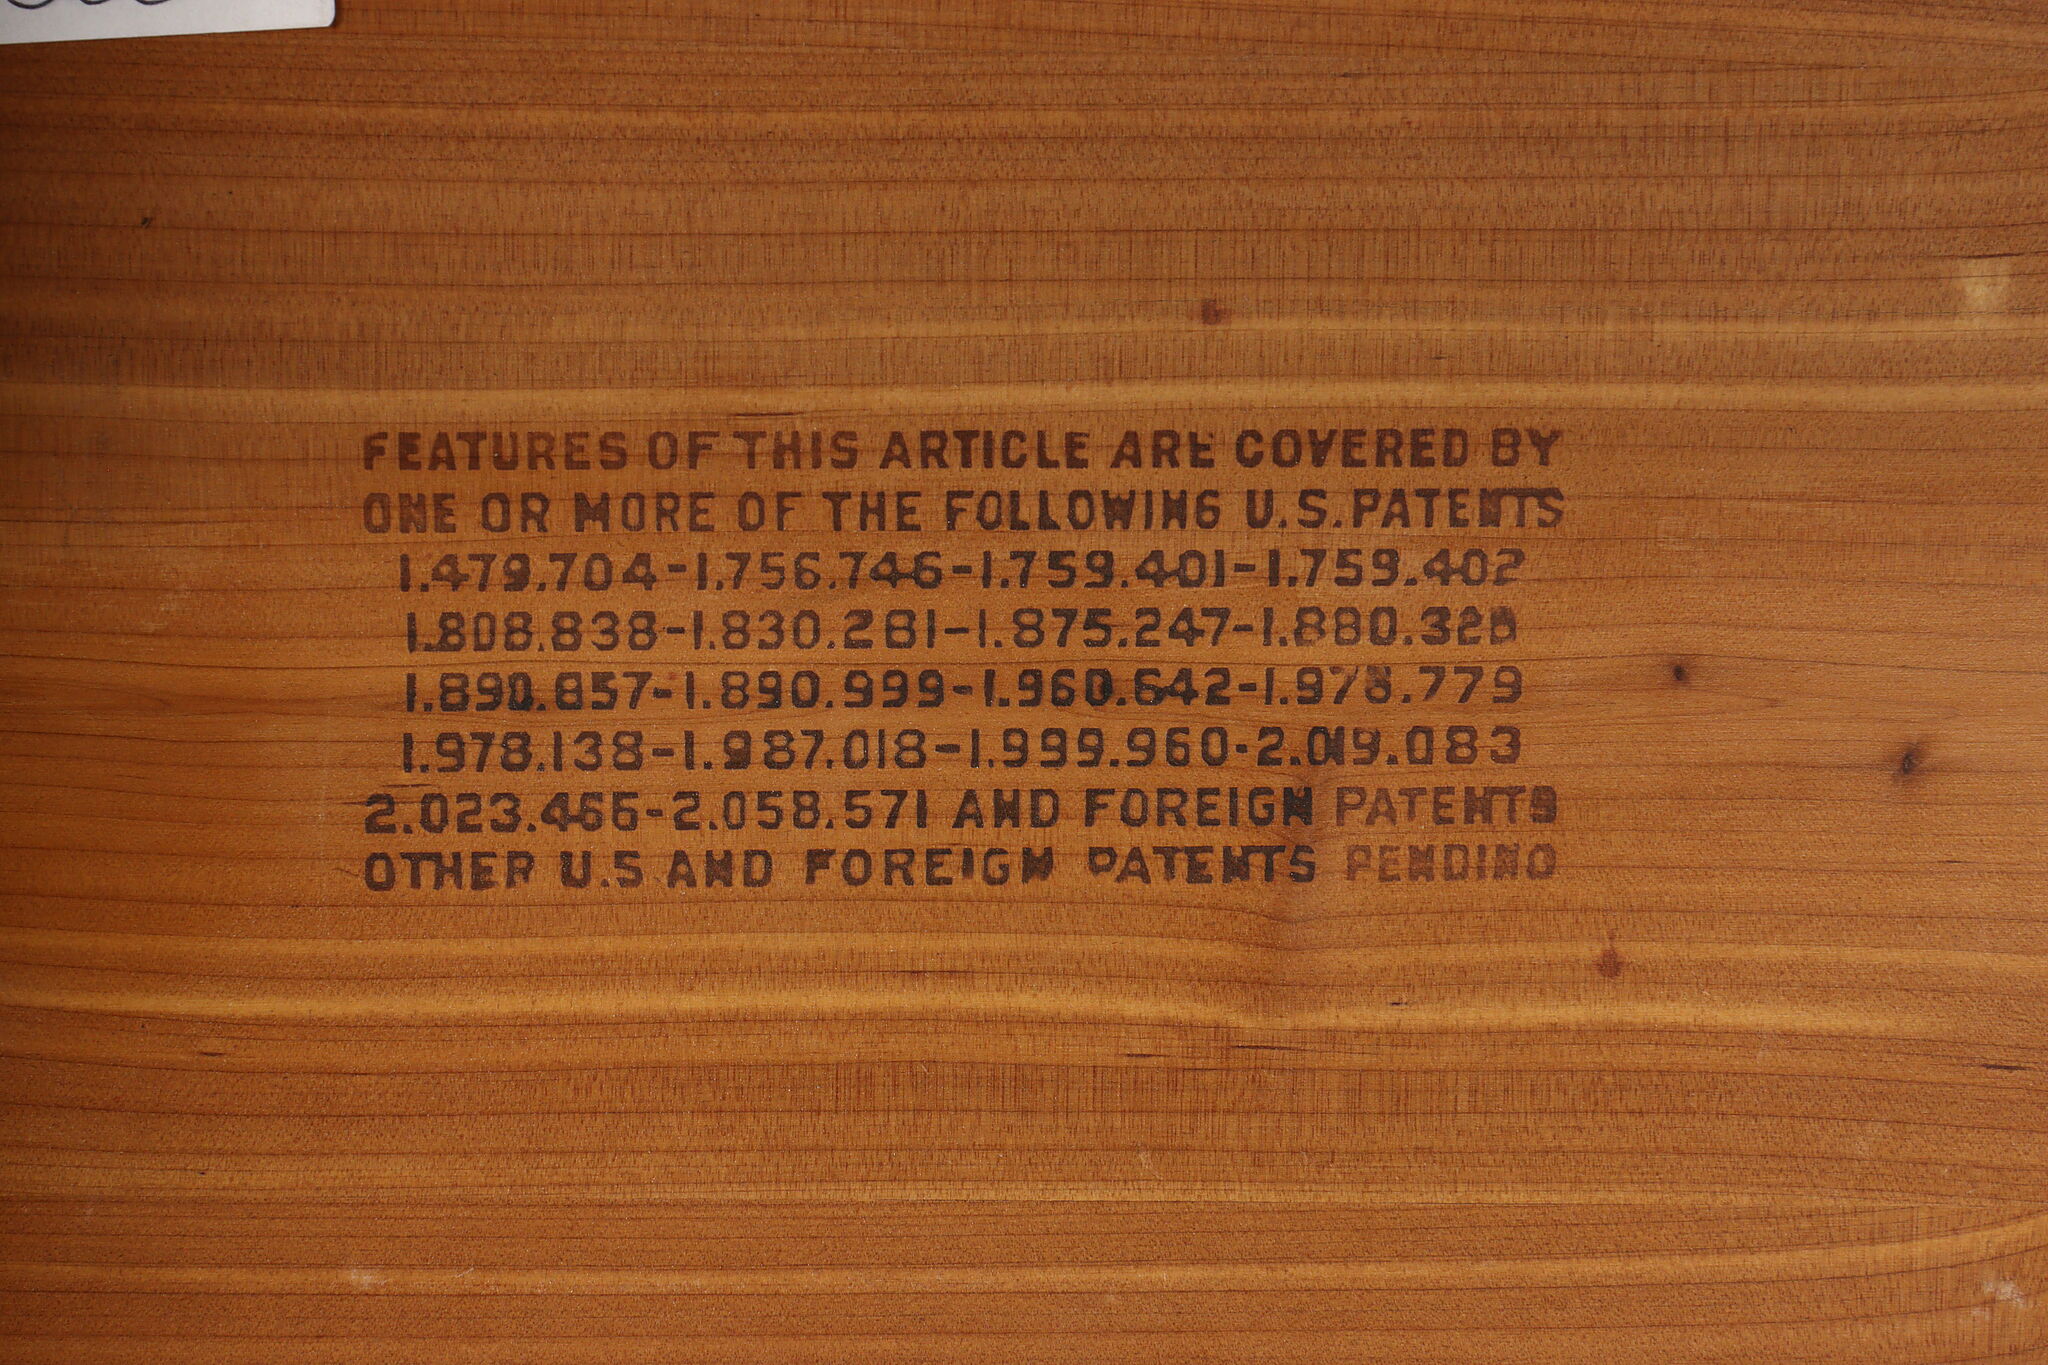 FEATURES OF THIS ARTICLE ARE COVERED BY
ONE OR MORE OF THE FOLLOWING U.S.PATENTS
1.479.704-1.756.746-1.759.401-1.759.402
1.808.838-1.830.281-1.875.247-1.880.328
1.890.857-1.890.999-1.960.642-1.978.779
1.978.138-1.987.018-1.999.960-2.019.083
2.023.466-2.058.571 AND FOREIGN PATENTS
OTHER U.S AND FOREIGN PATENTS PENDING